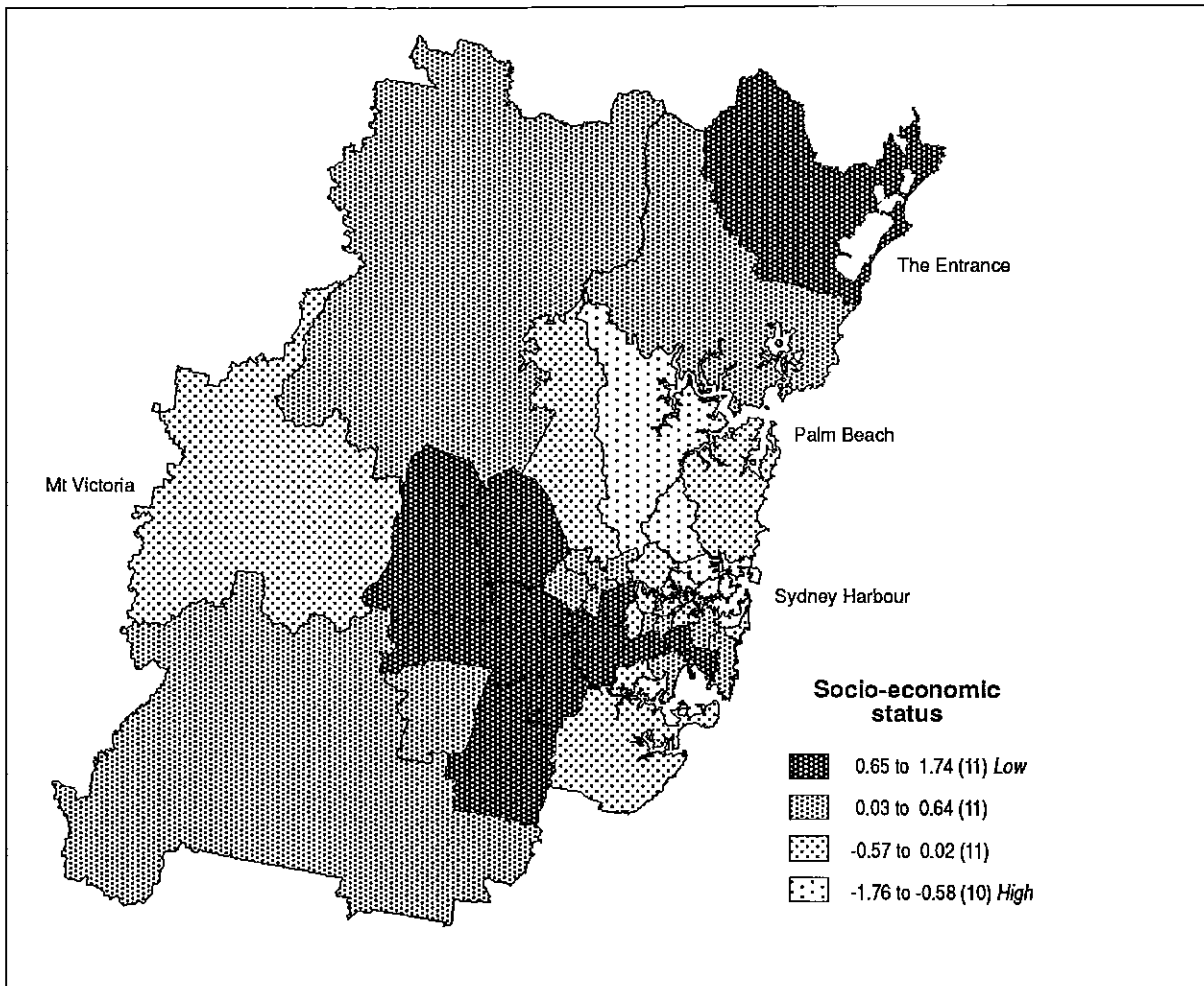 The Entrance
Palm Beach
Mt Victoria
Sydney Harbour
Socio-economic
status
0.65 to 1.74 (11) Low
0.03 to 0.64 (11)
-0.57 to 0.02 (11)
-1.76 to -0.58 (10) High